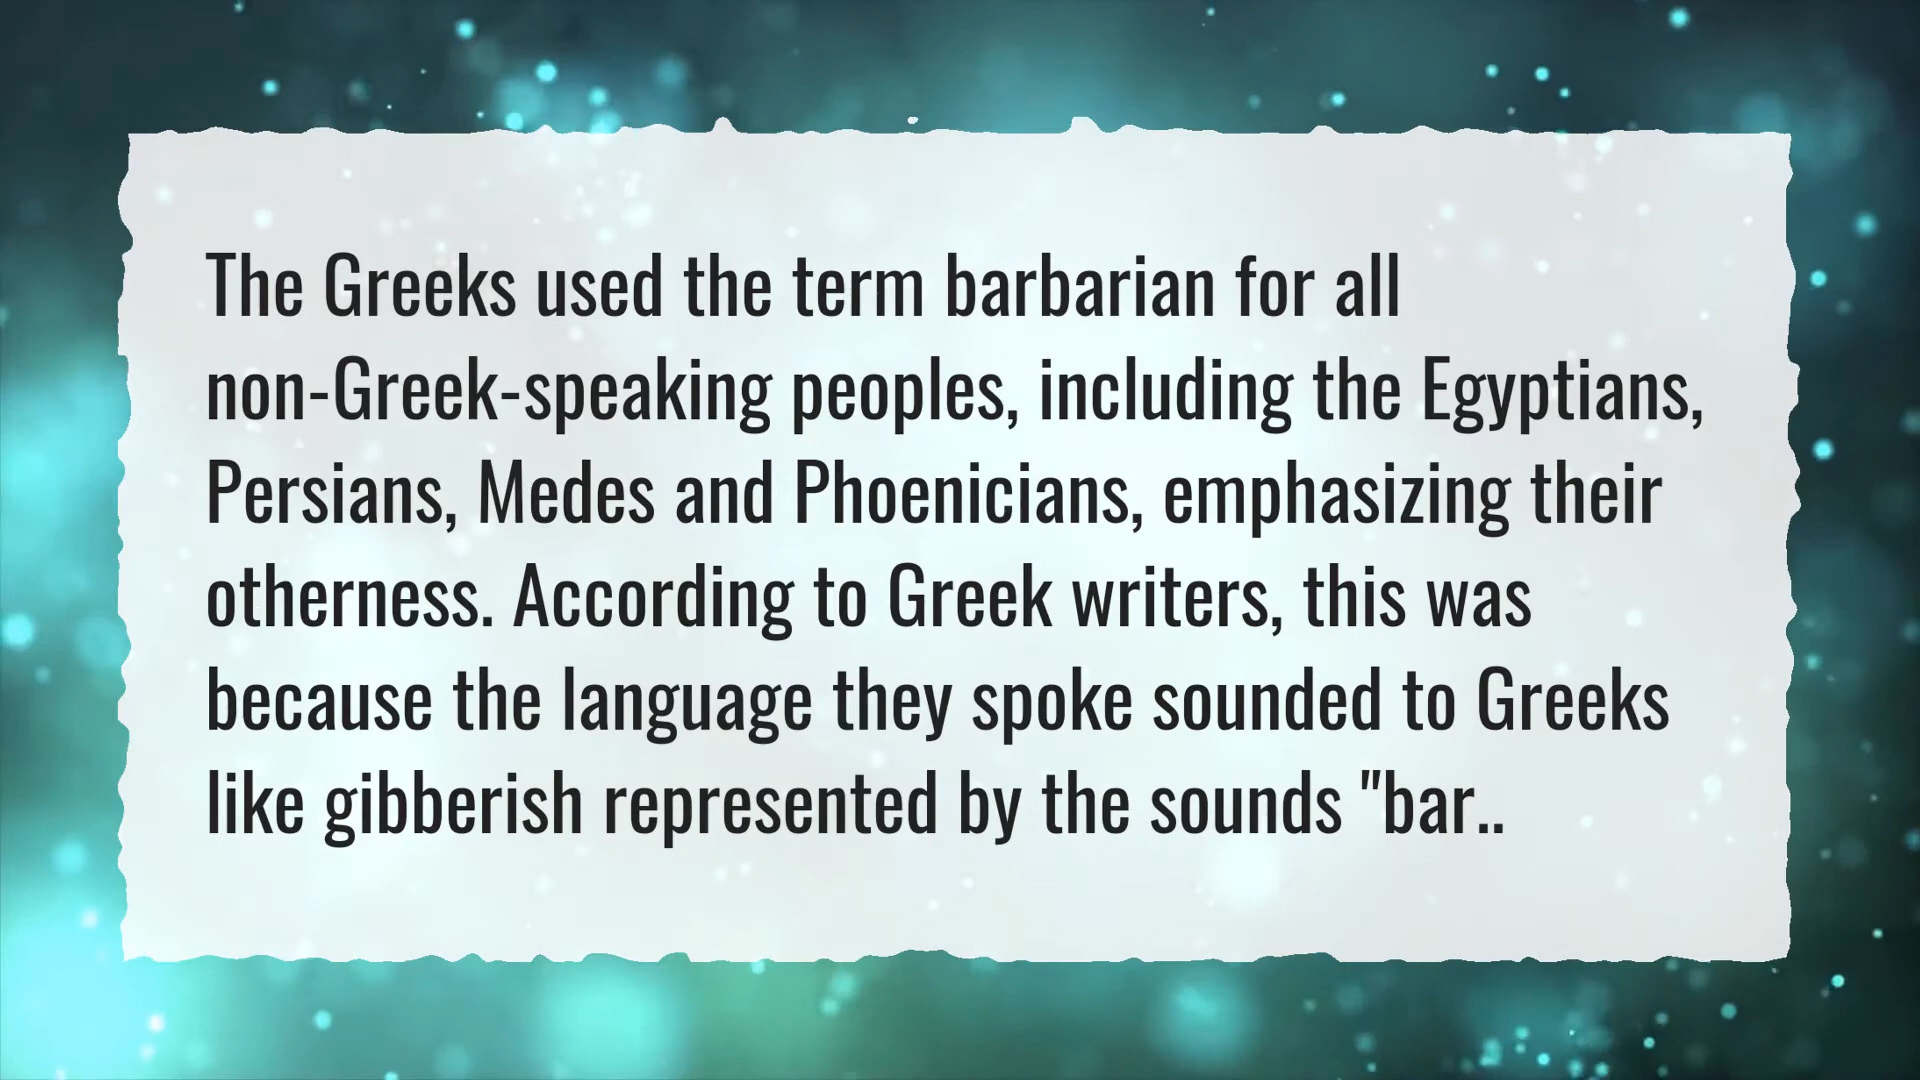 The Greeks used the term barbarian for all
non-Greek-speaking peoples, including the Egyptians,
Persians, Medes and Phoenicians, emphasizing their
otherness. According to Greek writers, this was
because the language they spoke sounded to Greeks
like gibberish represented by the sounds "bar..